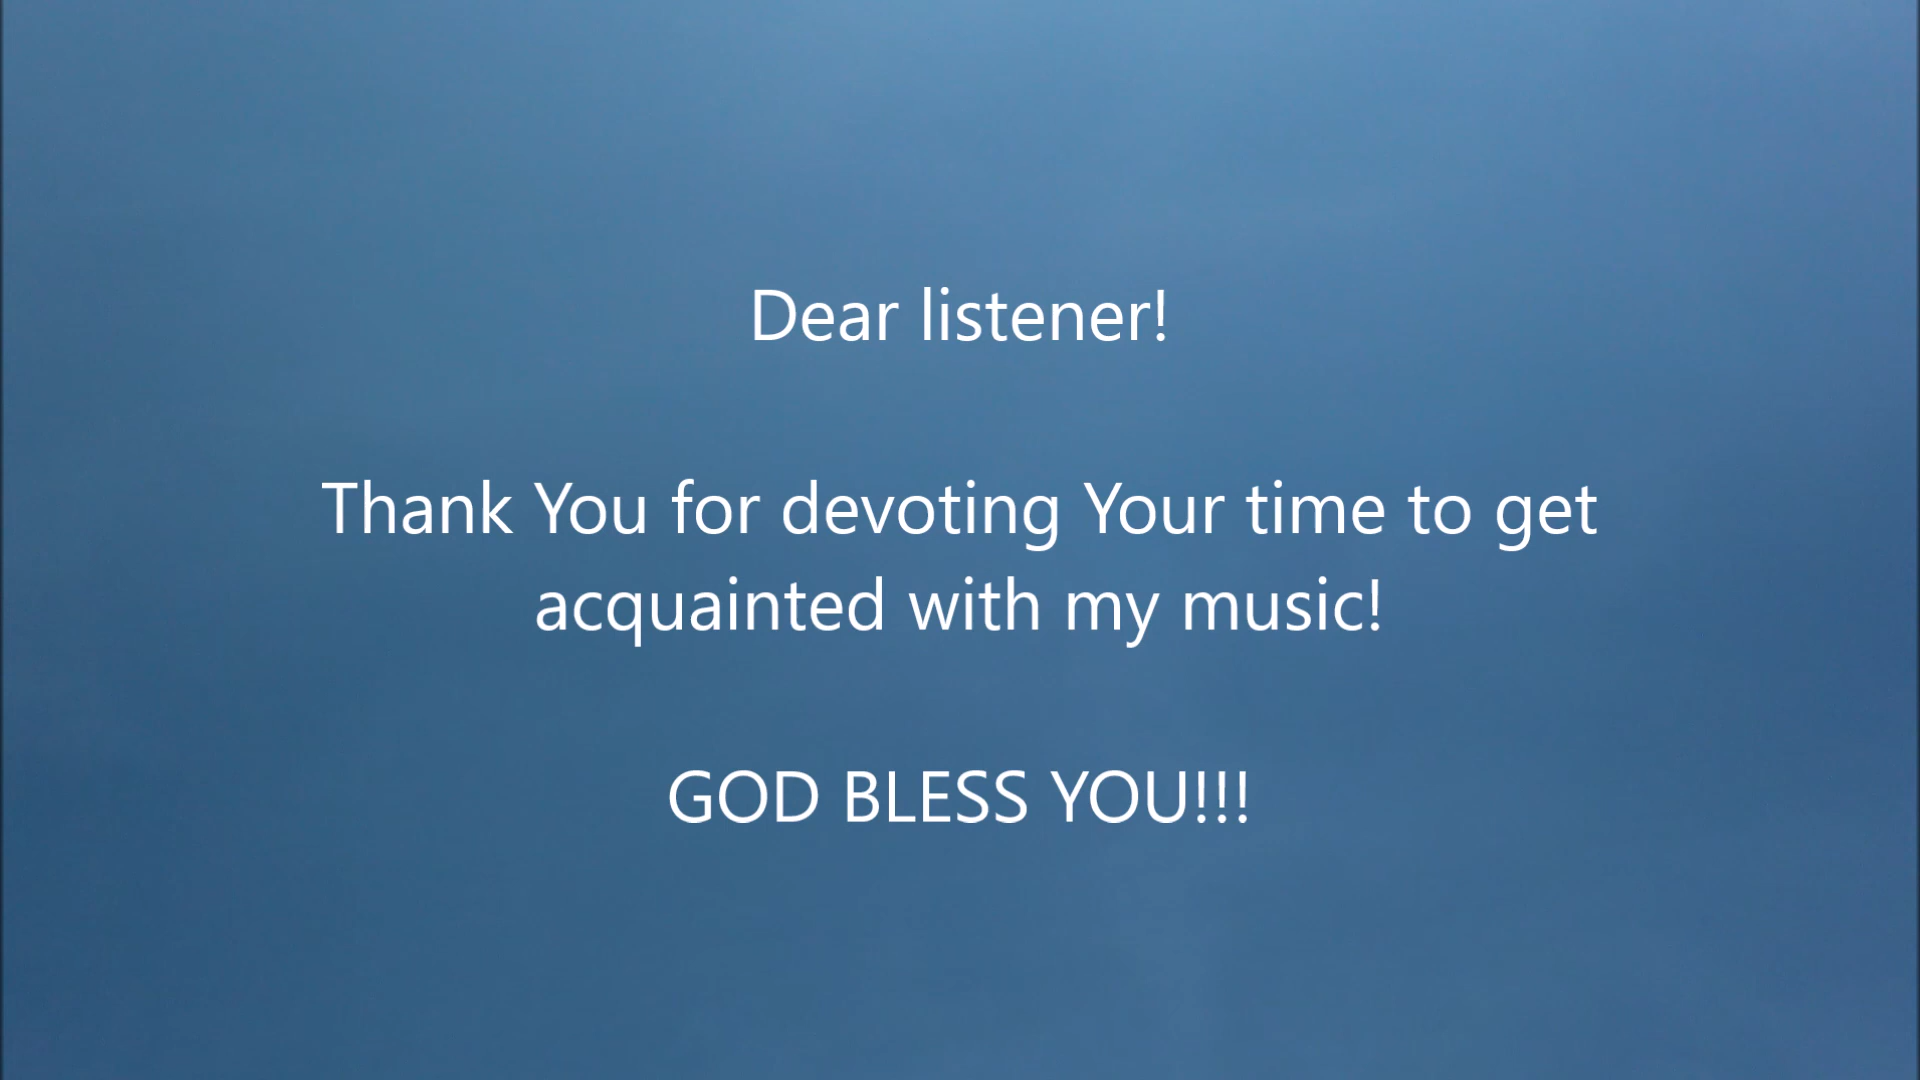 Dear listener!
Thank You for devoting Your time to get
acquainted with my music!
GOD BLESS YOU!!!